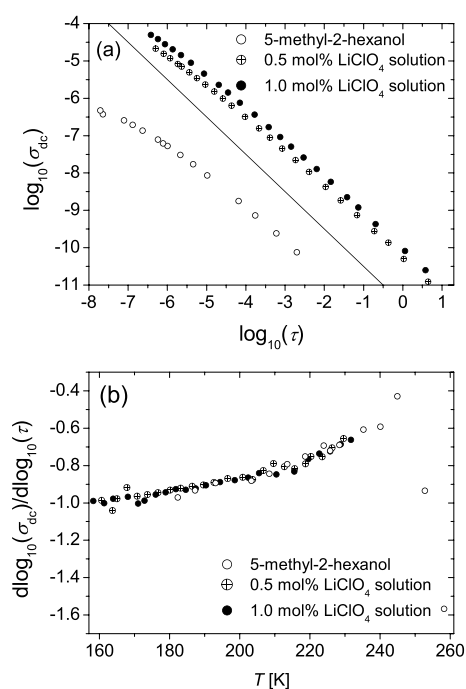 -4
(a)
5-methyl-2-hexanol
0.5 mol% LiClO4 solution
1.0 mol% LiClO4 solution
-5
-6
-7
-8
-9
-10
-11
log10(σdc)
-8 -7 -6 -5 -4 -3 -2 -1 0 1
log10(τ)
(b)
-0.4
-0.6
-0.8
-1.0
-1.2
-1.4
-1.6
dlog10(σdc)/dlog10(τ)
5-methyl-2-hexanol
0.5 mol% LiClO4 solution
1.0 mol% LiClO4 solution
160 180 200 220 240 260
T [K]